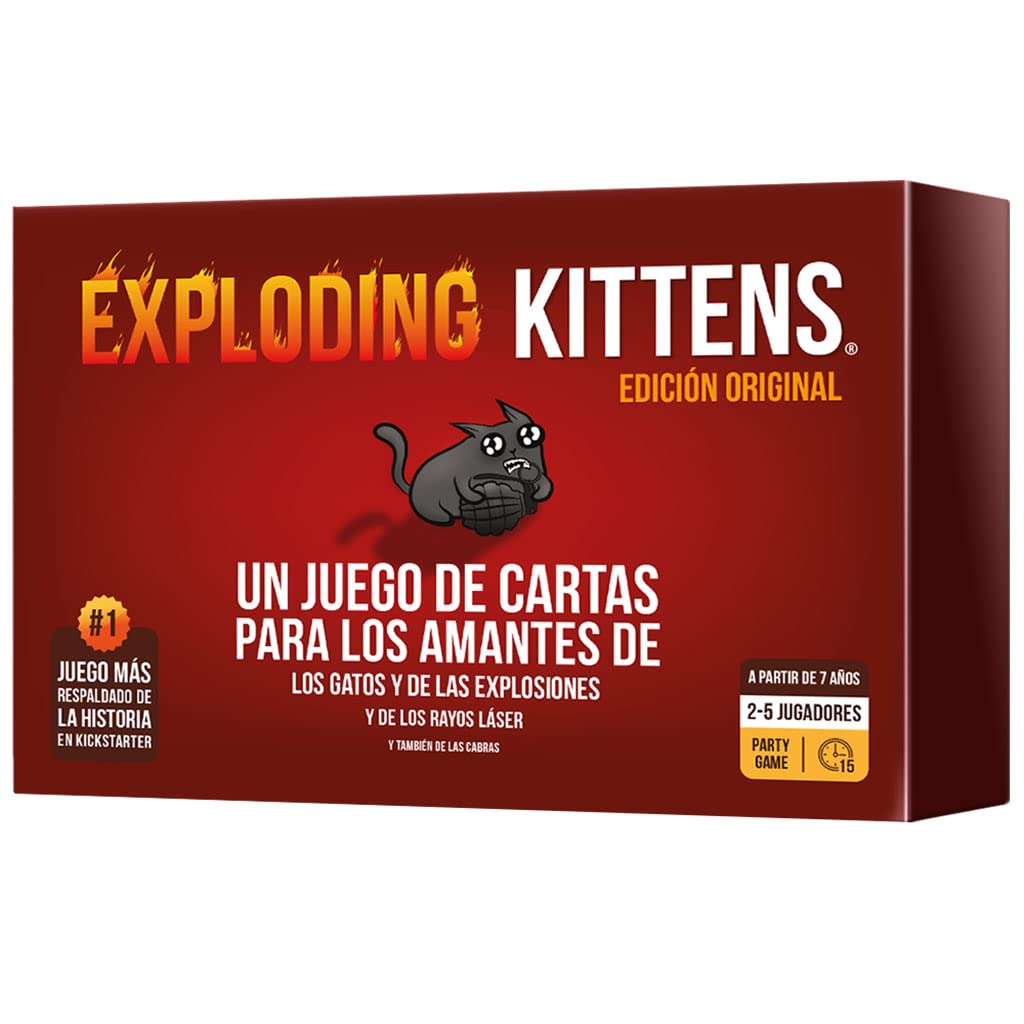 EXPLODING KITTENS®
EDICIÓN ORIGINAL
UN JUEGO DE CARTAS
PARA LOS AMANTES DE
LOS GATOS Y DE LAS EXPLOSIONES
Y DE LOS RAYOS LÁSER
Y TAMBIÉN DE LAS CABRAS
#1
JUEGO MÁS
RESPALDADO DE
LA HISTORIA
EN KICKSTARTER
A PARTIR DE 7 AÑOS
2-5 JUGADORES
PARTY
GAME
15